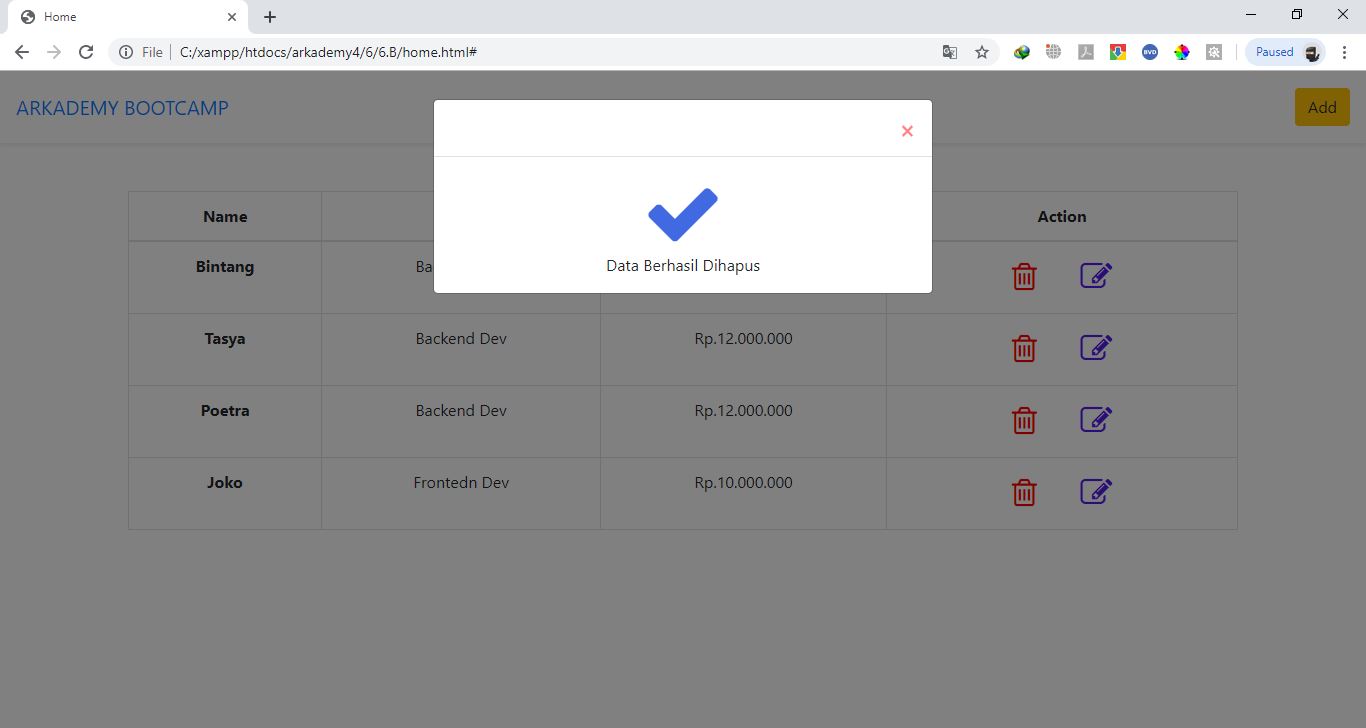 Home
File
C:/xampp/htdocs/arkademy4/6/6.B/home.html#
BVD
Paused
ARKADEMY BOOTCAMP
Add
Data Berhasil Dihapus
Name Action
Bintang Ba
Tasya Backend Dev Rp.12.000.000
Poetra Backend Dev Rp.12.000.000
Joko Frontedn Dev Rp.10.000.000